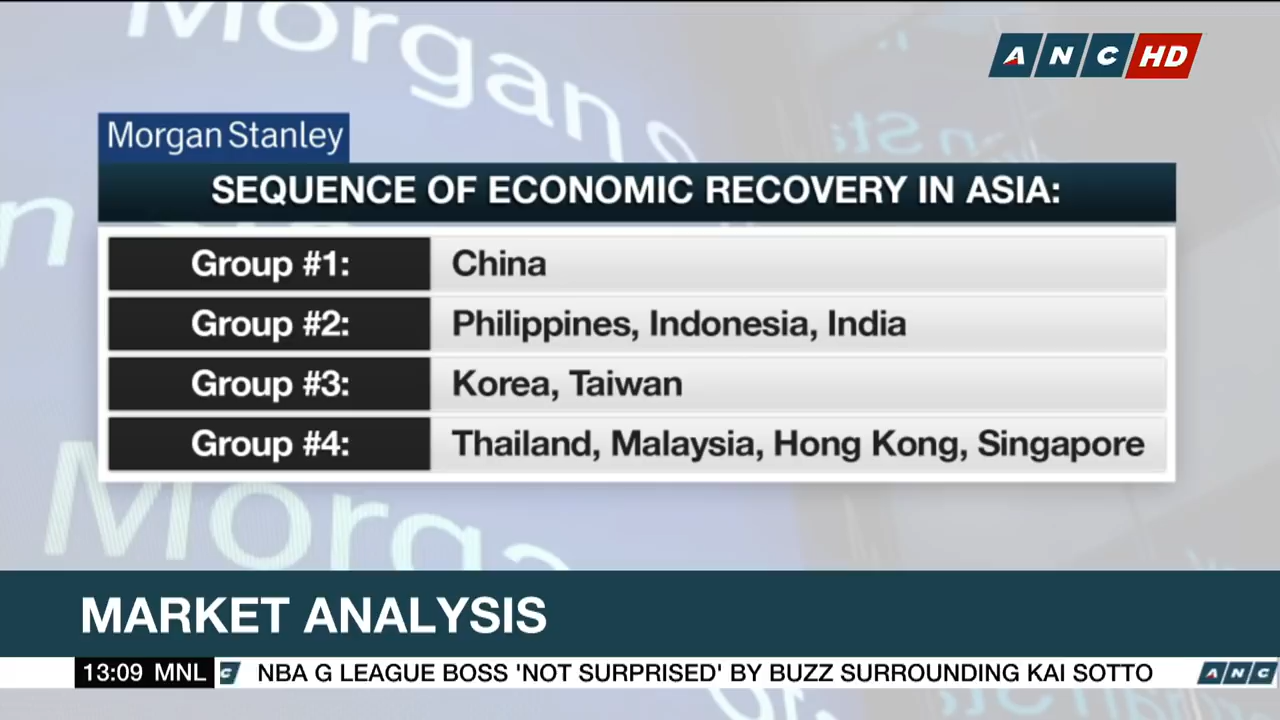 Morgan
ANC HD
Morgan Stanley
SEQUENCE OF ECONOMIC RECOVERY IN ASIA:
Group #1: China
Group #2: Philippines, Indonesia, India
Group #3: Korea, Taiwan
Group #4: Thailand, Malaysia, Hong Kong, Singapore
MARKET ANALYSIS
13:09 MNL NBA G LEAGUE BOSS 'NOT SURPRISED' BY BUZZ SURROUNDING KAI SOTTO ANC